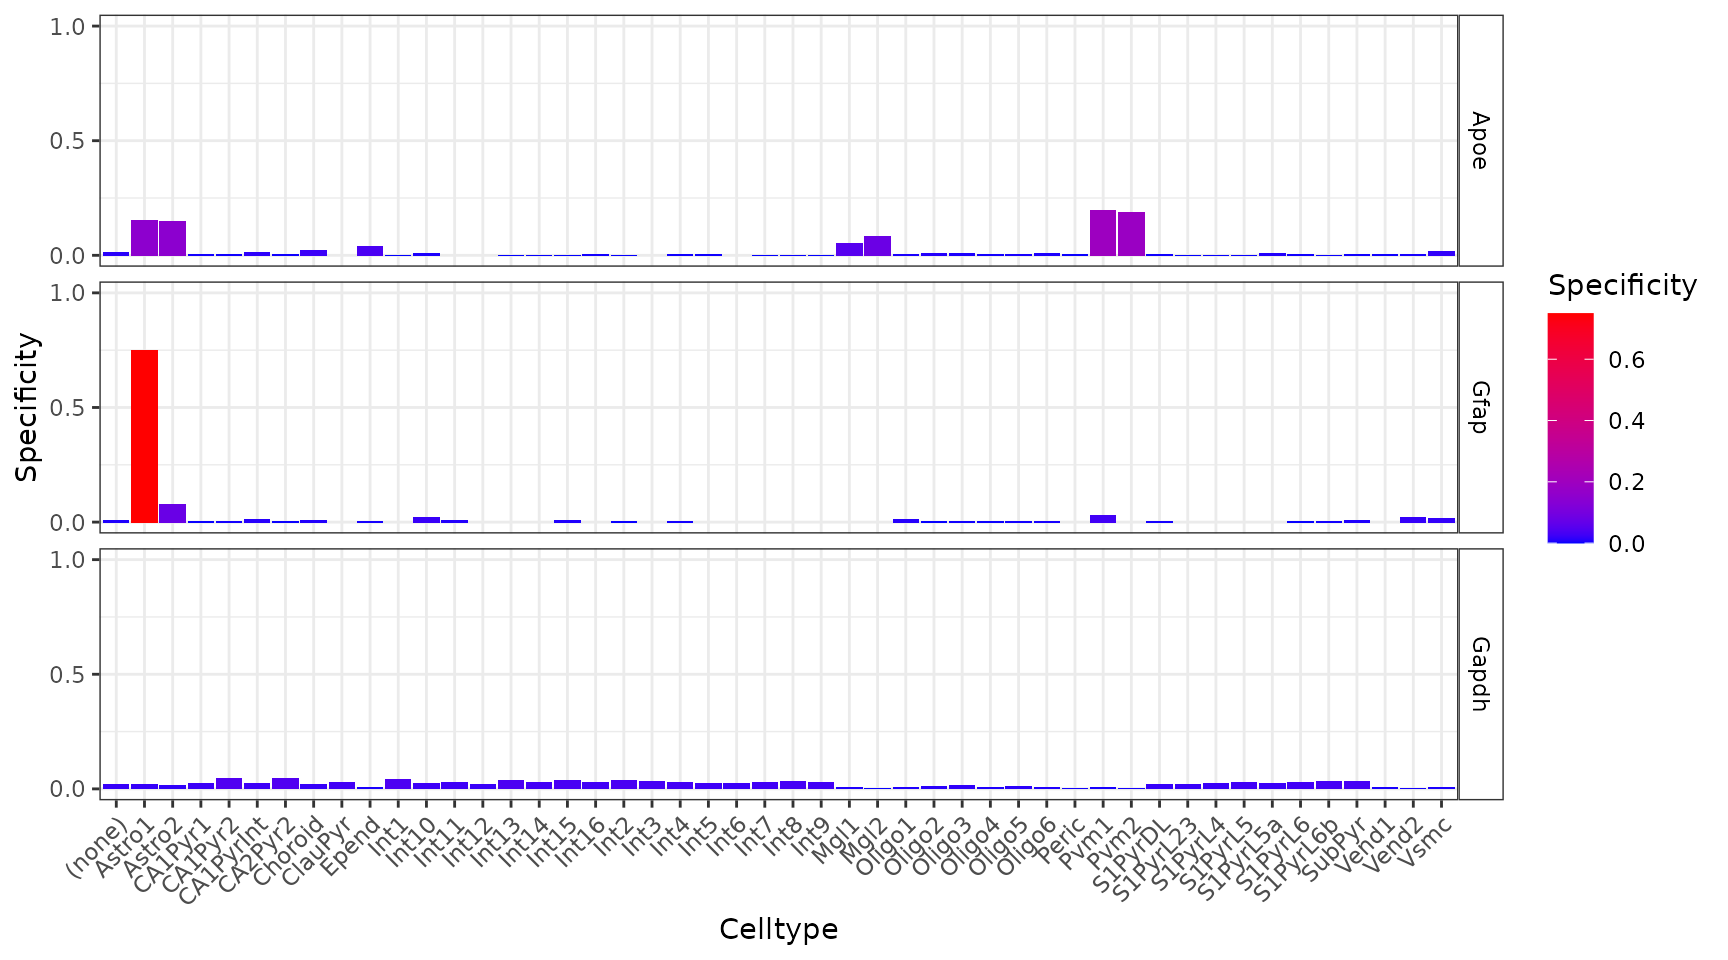 1.0
0.5
0.0
Apoe
1.0
0.5
0.0
Gfap
1.0
0.5
0.0
Gapdh
Specificity
(none)
Astro1
Astro2
CA1Pyr1
CA1Pyr2
CA1PyrInt
CA2Pyr2
Choroid
ClauPyr
Epend
Int1
Int10
Int11
Int12
Int13
Int14
Int15
Int16
Int2
Int3
Int4
Int5
Int6
Int7
Int8
Int9
Mgl1
Mgl2
Oligo1
Oligo2
Oligo3
Oligo4
Oligo5
Oligo6
Peric
Pvm1
Pvm2
S1PyrDL
S1PyrL23
S1PyrL4
S1PyrL5
S1PyrL5a
S1PyrL6
S1PyrL6b
SubPyr
Vend1
Vend2
Vsmc
Celltype
Specificity
0.6
0.4
0.2
0.0